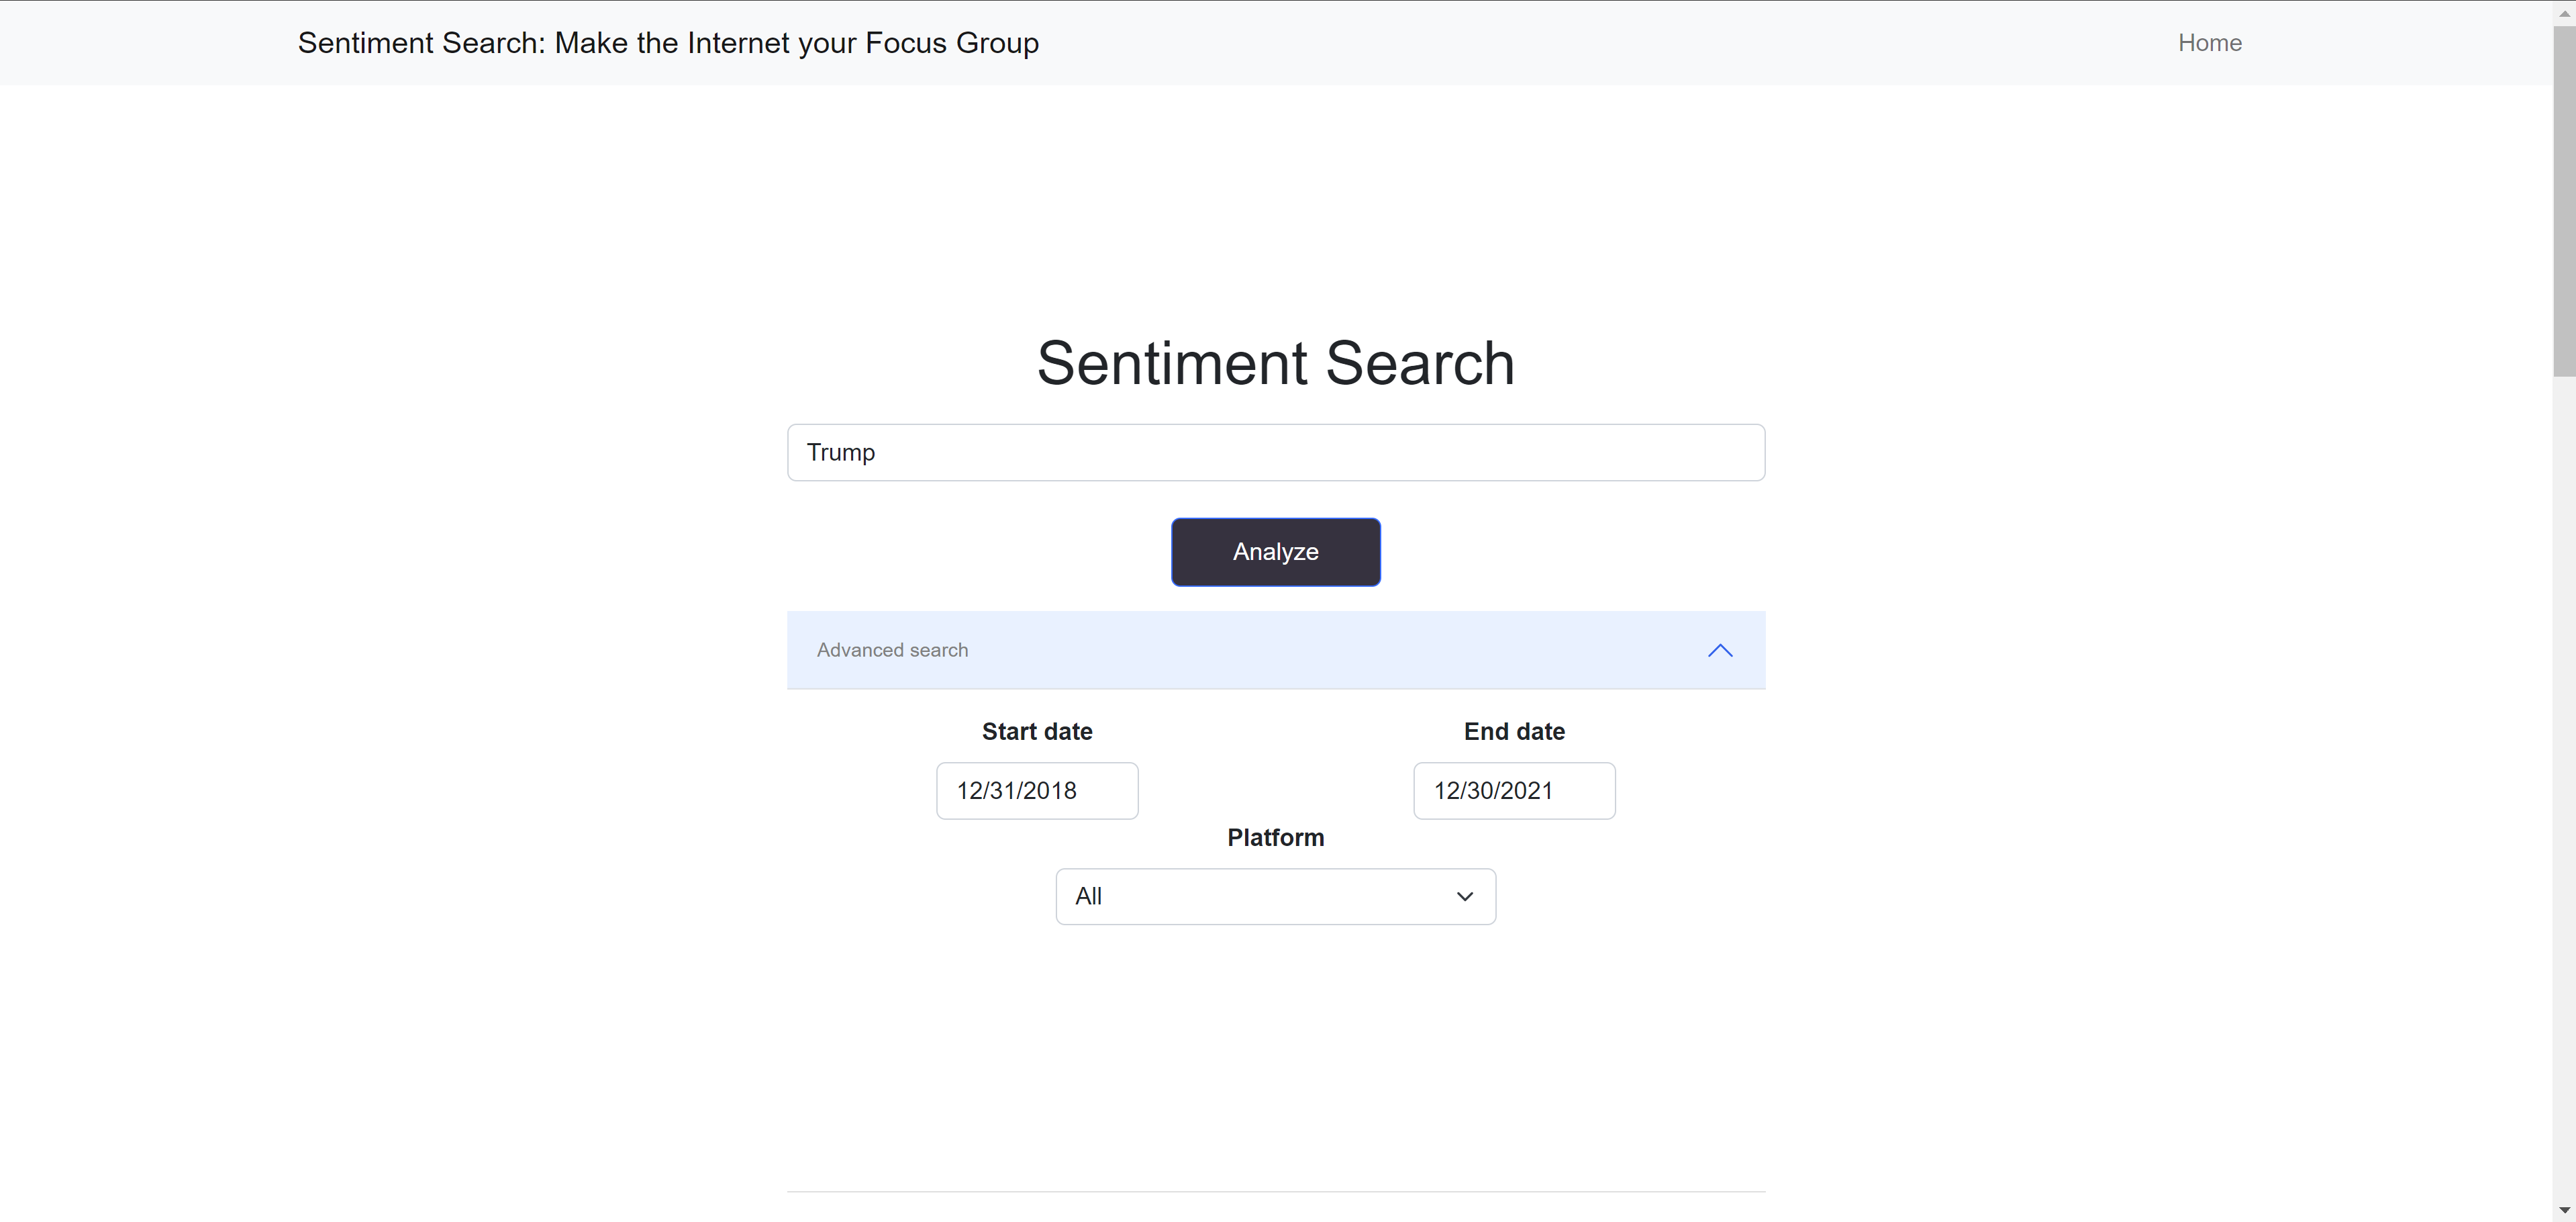 Sentiment Search: Make the Internet your Focus Group
Home
Sentiment Search
Trump
Analyze
Advanced search
Start date
End date
12/31/2018
12/30/2021
Platform
All